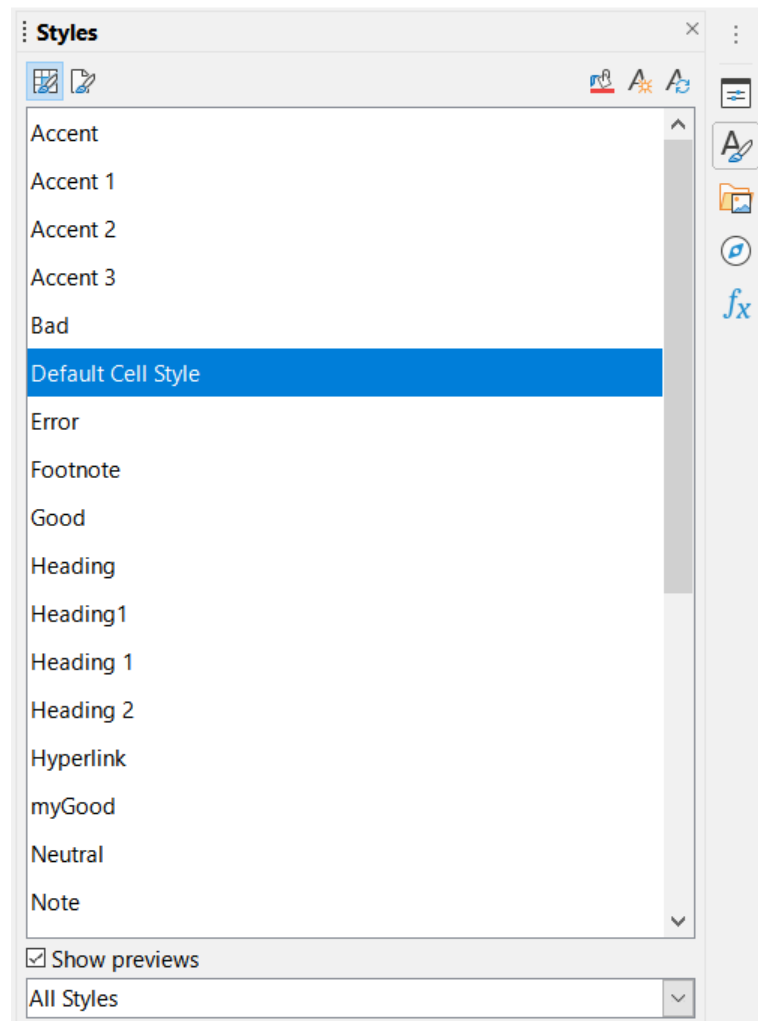 Styles
Accent
Accent 1
Accent 2
Accent 3
Bad
Default Cell Style
Error
Footnote
Good
Heading
Heading1
Heading 1
Heading 2
Hyperlink
myGood
Neutral
Note
Show previews
All Styles